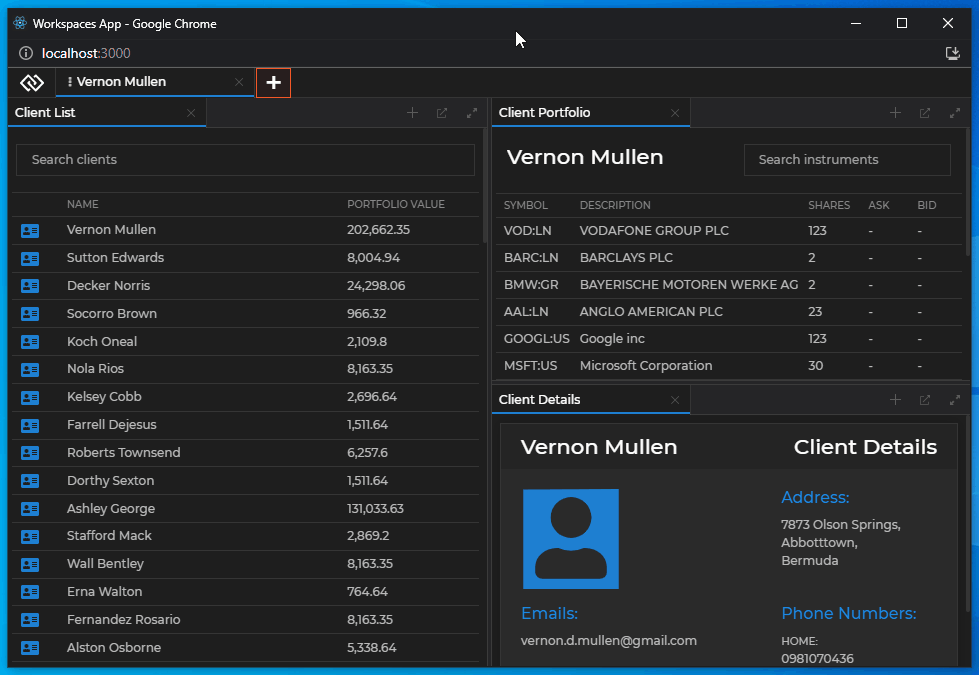 Workspaces App - Google Chrome
localhost:3000
Vernon Mullen
Client List
Search clients
NAME PORTFOLIO VALUE
Vernon Mullen 202,662.35
Sutton Edwards 8,004.94
Decker Norris 24,298.06
Socorro Brown 966.32
Koch Oneal 2,109.8
Nola Rios 8,163.35
Kelsey Cobb 2,696.64
Farrell Dejesus 1,511.64
Roberts Townsend 6,257.6
Dorthy Sexton 1,511.64
Ashley George 131,033.63
Stafford Mack 2,869.2
Wall Bentley 8,163.35
Erna Walton 764.64
Fernandez Rosario 8,163.35
Alston Osborne 5,338.64
Client Portfolio
Vernon Mullen
Search instruments
SYMBOL DESCRIPTION SHARES ASK BID
VOD:LN VODAFONE GROUP PLC 123 - -
BARC:LN BARCLAYS PLC 2 - -
BMW:GR BAYERISCHE MOTOREN WERKE AG 2 - -
AAL:LN ANGLO AMERICAN PLC 23 - -
GOOGL:US Google inc 123 - -
MSFT:US Microsoft Corporation 30 - -
Client Details
Vernon Mullen Client Details
Address:
7873 Olson Springs,
Abbotttown,
Bermuda
Emails:
vernon.d.mullen@gmail.com
Phone Numbers:
HOME:
0981070436